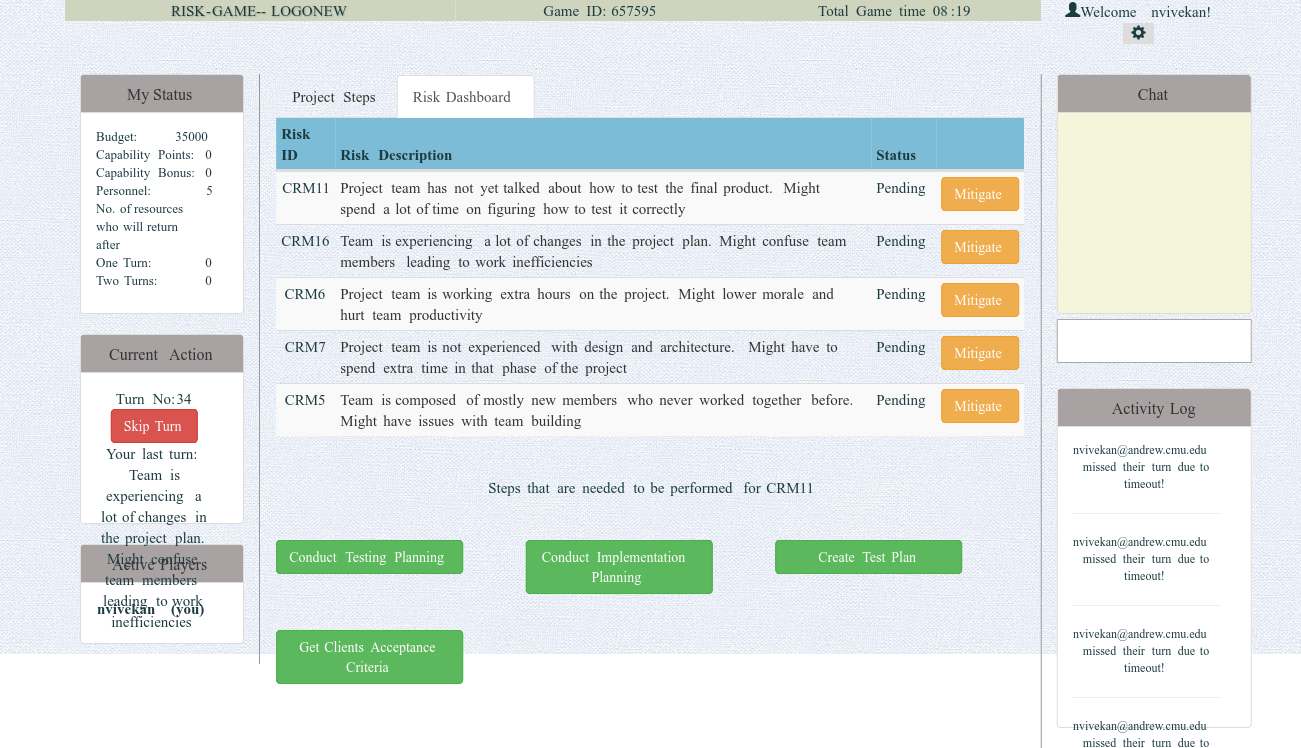 RISK-GAME-- LOGONEW
Game ID: 657595
Total Game time 08:19
Welcome nvivekan!
My Status
Budget: 35000
Capability Points: 0
Capability Bonus: 0
Personnel: 5
No. of resources
who will return
after
One Turn: 0
Two Turns: 0
Current Action
Turn No:34
Skip Turn
Your last turn:
Team is
experiencing a
lot of changes in
the project plan.
Might confuse
team members
leading to work
inefficiencies
Active Players
nvivekan (you)
Project Steps
Risk Dashboard
Risk
ID
Risk Description
Status
CRM11 Project team has not yet talked about how to test the final product. Might Pending Mitigate
spend a lot of time on figuring how to test it correctly
CRM16 Team is experiencing a lot of changes in the project plan. Might confuse team Pending Mitigate
members leading to work inefficiencies
CRM6 Project team is working extra hours on the project. Might lower morale and Pending Mitigate
hurt team productivity
CRM7 Project team is not experienced with design and architecture. Might have to Pending Mitigate
spend extra time in that phase of the project
CRM5 Team is composed of mostly new members who never worked together before. Pending Mitigate
Might have issues with team building
Steps that are needed to be performed for CRM11
Conduct Testing Planning
Conduct Implementation
Planning
Create Test Plan
Get Clients Acceptance
Criteria
Chat
Activity Log
nvivekan@andrew.cmu.edu
missed their turn due to
timeout!
nvivekan@andrew.cmu.edu
missed their turn due to
timeout!
nvivekan@andrew.cmu.edu
missed their turn due to
timeout!
nvivekan@andrew.cmu.edu
missed their turn due to